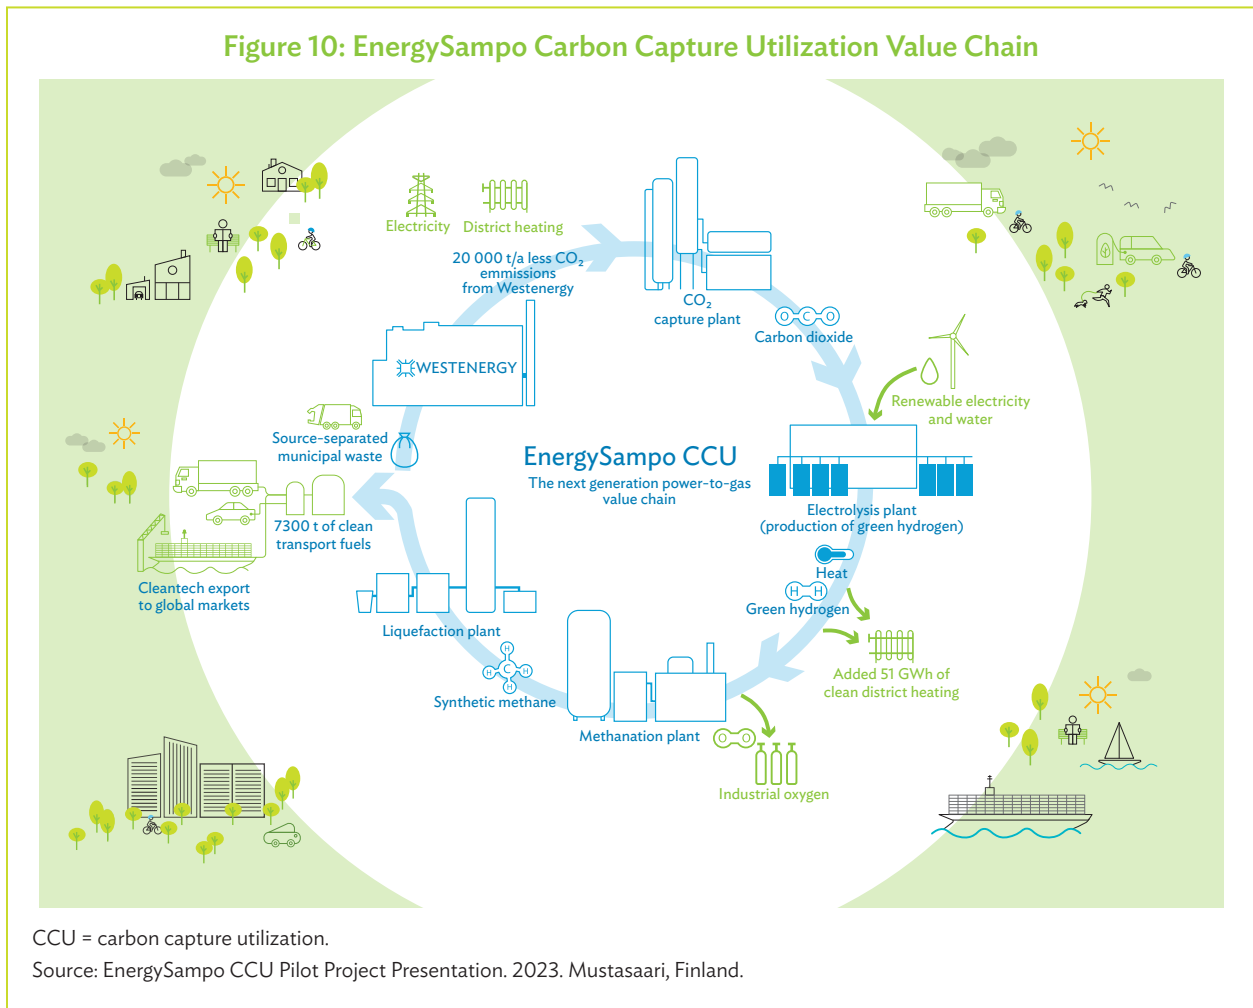 Figure 10: EnergySampo Carbon Capture Utilization Value Chain
Electricity
District heating
20 000 t/a less CO₂
emmissions
from Westenergy
CO₂
capture plant
O C O
Carbon dioxide
WESTENERGY
Renewable electricity
and water
Source-separated
municipal waste
EnergySampo CCU
The next generation power-to-gas
value chain
Electrolysis plant
(production of green hydrogen)
7300 t of clean
transport fuels
Heat
H H
Green hydrogen
Cleantech export
to global markets
Liquefaction plant
Added 51 GWh of
clean district heating
H
H C H
H
Synthetic methane
Methanation plant
O O
Industrial oxygen
CCU = carbon capture utilization.
Source: EnergySampo CCU Pilot Project Presentation. 2023. Mustasaari, Finland.